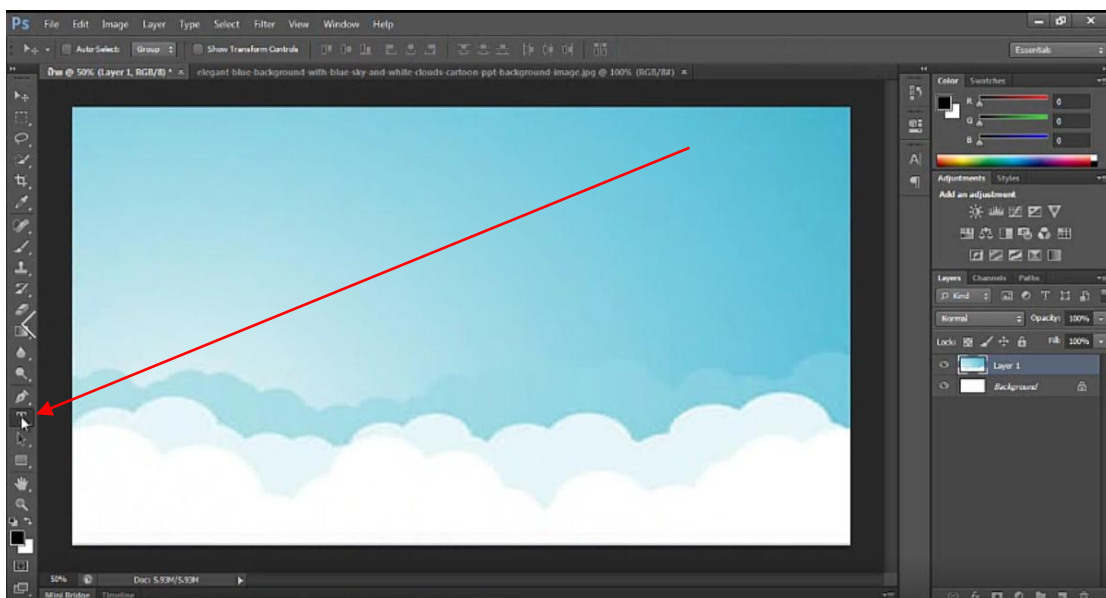 Ps File Edit Image Layer Type Select Filter View Window Help
Auto-Select: Group Show Transform Controls Essentials
@ 50% (Layer 1, RGB/8) * × elegant-blue-background-with-blue-sky-and-white-clouds-cartoon-ppt-background-image.jpg @ 100% (RGB/8#) ×
Color Swatches
R 0
G 0
B 0
Adjustments Styles
Add an adjustment
Layers Channels Paths
Kind
Normal Opacity: 100%
Lock: Fill: 100%
Layer 1
Background
50% Doc: 5.93M/5.93M
Mini Bridge Timeline